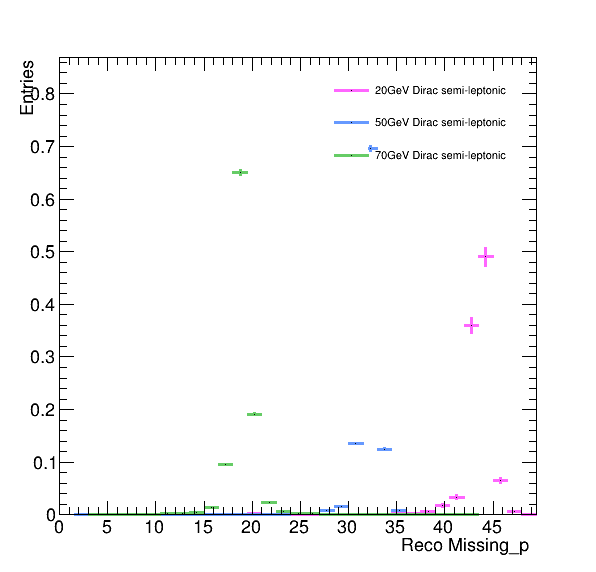 Entries
0.8
0.7
0.6
0.5
0.4
0.3
0.2
0.1
0
20GeV Dirac semi-leptonic
50GeV Dirac semi-leptonic
70GeV Dirac semi-leptonic
0 5 10 15 20 25 30 35 40 45
Reco Missing_p